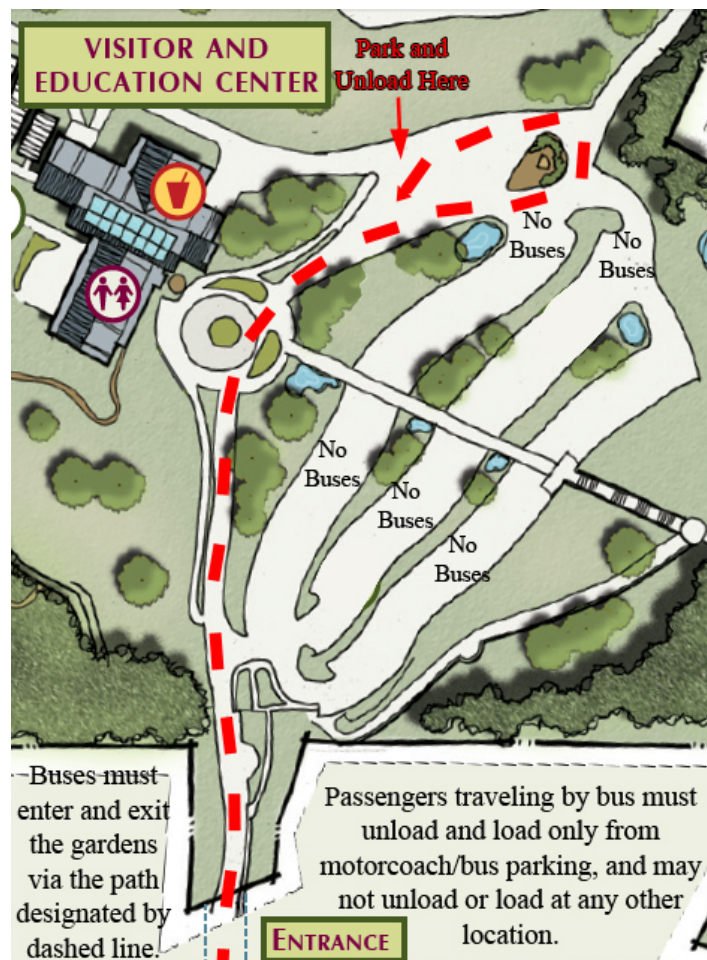 VISITOR AND
EDUCATION CENTER
Park and
Unload Here
No
Buses
No
Buses
No
Buses
No
Buses
No
Buses
Buses must
enter and exit
the gardens
via the path
designated by
dashed line.
Passengers traveling by bus must
unload and load only from
motorcoach/bus parking, and may
not unload or load at any other
location.
ENTRANCE